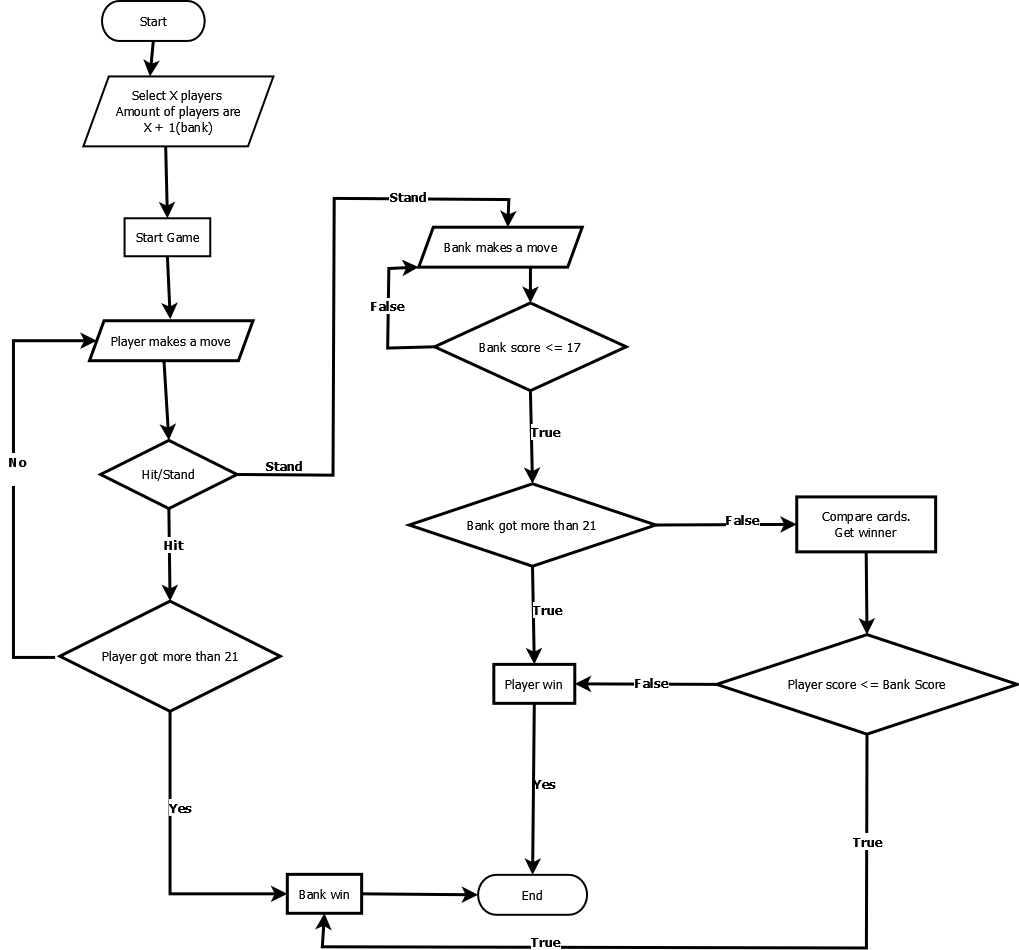 Start
Select X players
Amount of players are
X + 1(bank)
Start Game
Player makes a move
Hit/Stand
Stand
Stand
Hit
No
Player got more than 21
Yes
Bank makes a move
False
Bank score <= 17
True
Bank got more than 21
False
Compare cards.
Get winner
True
Player win
False
Player score <= Bank Score
Yes
True
Bank win
End
True